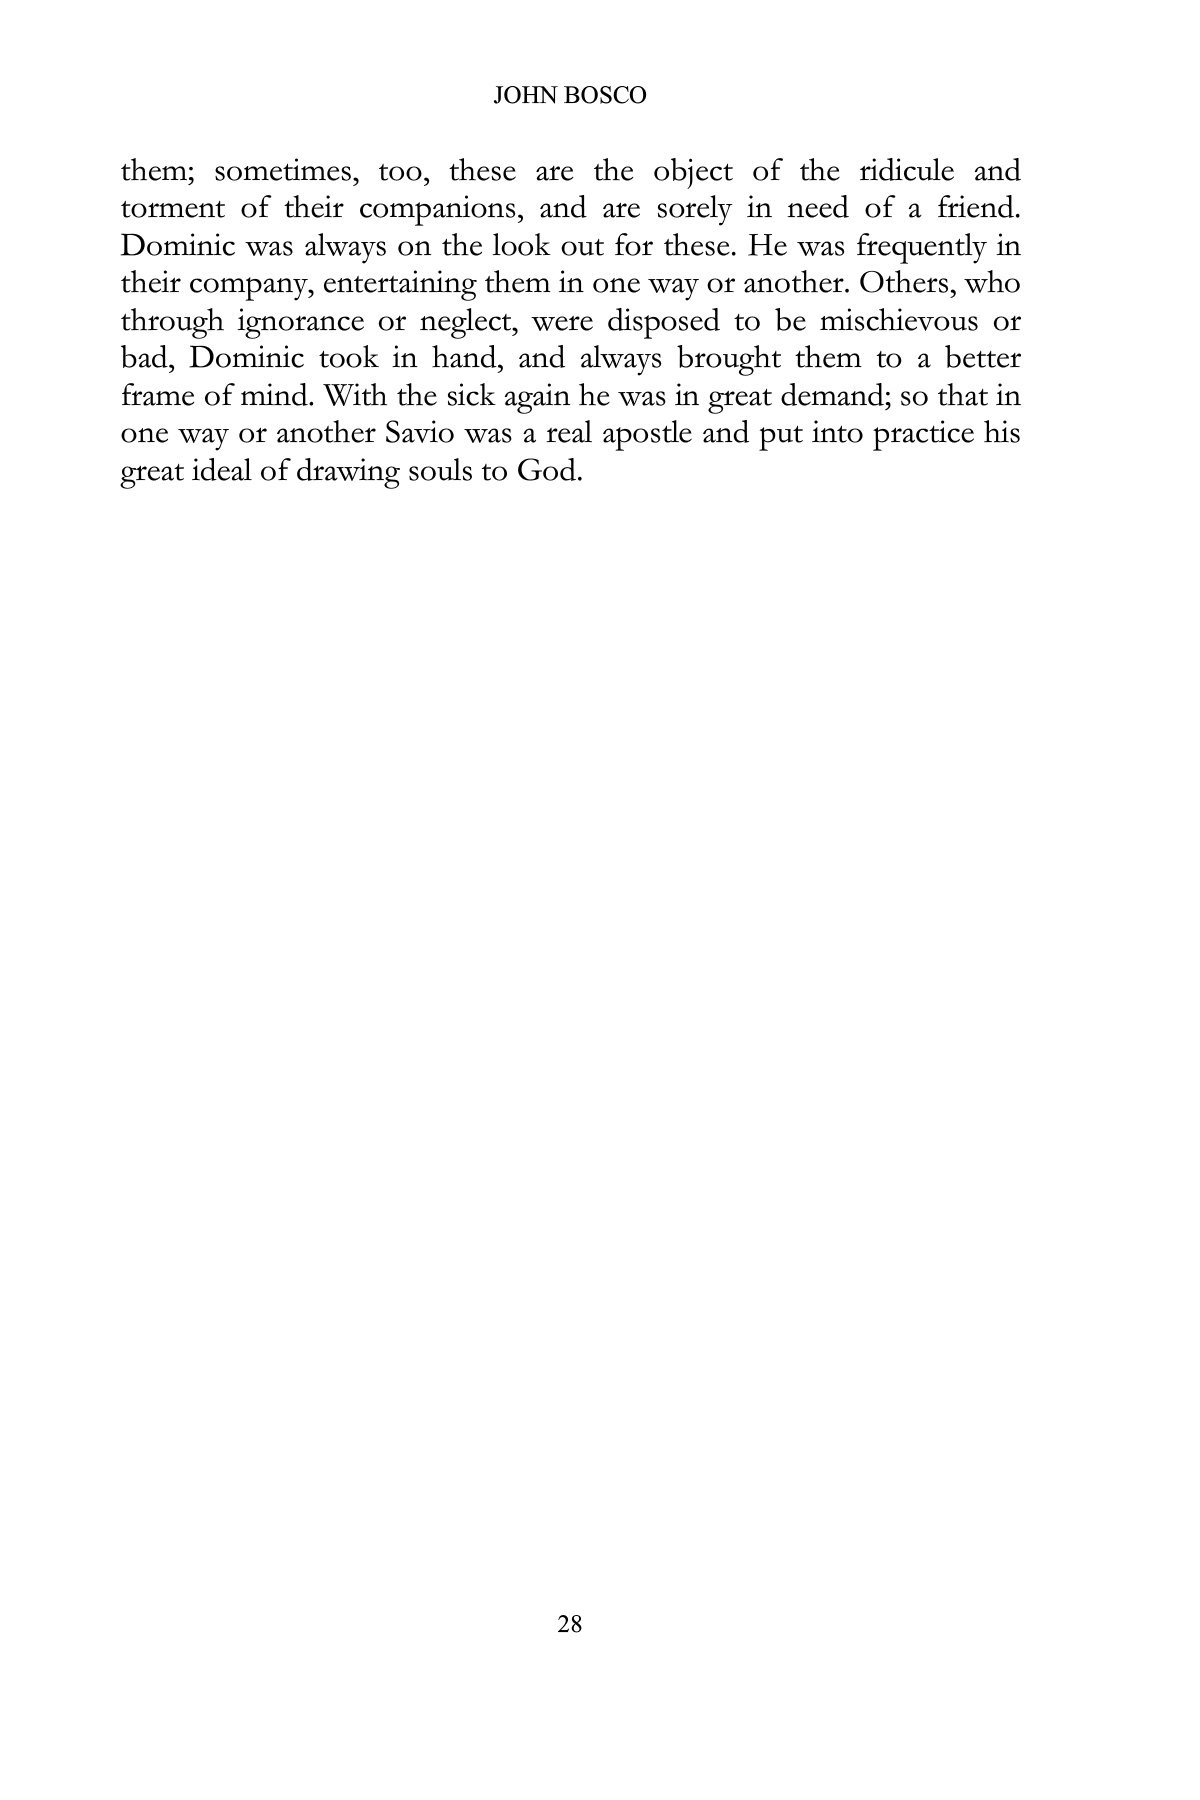 JOHN BOSCO
them; sometimes, too, these are the object of the ridicule and
torment of their companions, and are sorely in need of a friend.
Dominic was always on the look out for these. He was frequently in
their company, entertaining them in one way or another. Others, who
through ignorance or neglect, were disposed to be mischievous or
bad, Dominic took in hand, and always brought them to a better
frame of mind. With the sick again he was in great demand; so that in
one way or another Savio was a real apostle and put into practice his
great ideal of drawing souls to God.
28